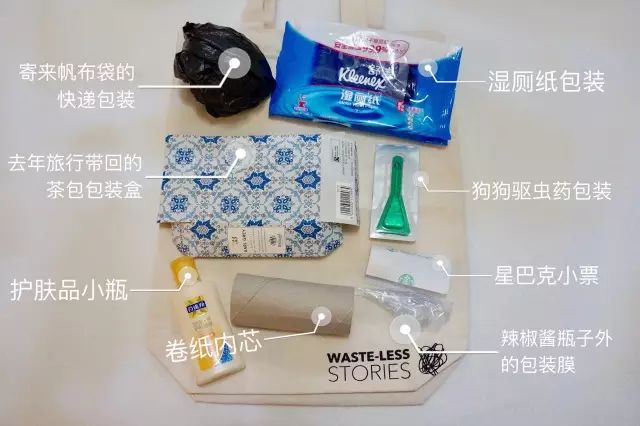 寄来帆布袋的
快递包装
舒洁
Kleenex
湿厕纸
湿厕纸包装
去年旅行带回的
茶包包装盒
狗狗驱虫药包装
星巴克小票
护肤品小瓶
卷纸内芯
辣椒酱瓶子外
的包装膜
WASTE-LESS
STORIES